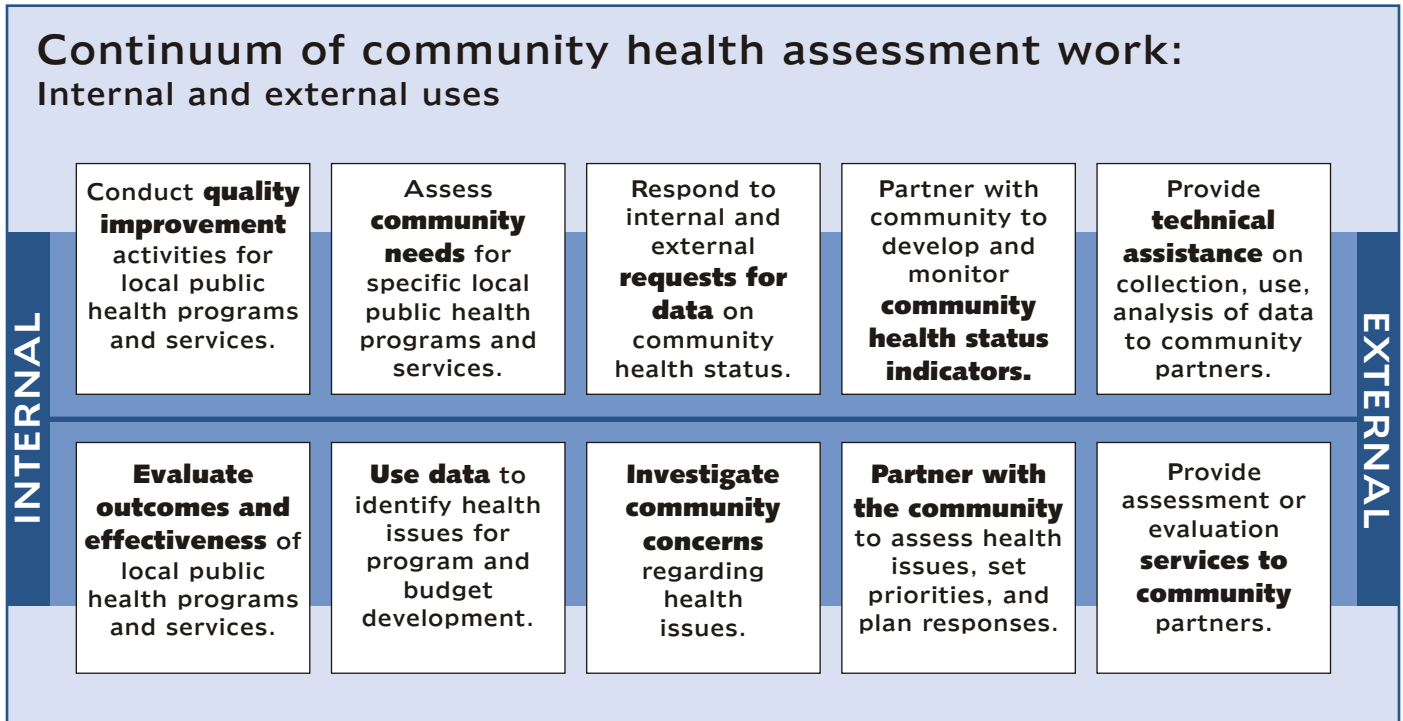 Continuum of community health assessment work:
Internal and external uses
INTERNAL
Conduct quality
improvement
activities for
local public
health programs
and services.
Assess
community
needs for
specific local
public health
programs and
services.
Respond to
internal and
external
requests for
data on
community
health status.
Partner with
community to
develop and
monitor
community
health status
indicators.
Provide
technical
assistance on
collection, use,
analysis of data
to community
partners.
Evaluate
outcomes and
effectiveness of
local public
health programs
and services.
Use data to
identify health
issues for
program and
budget
development.
Investigate
community
concerns
regarding
health
issues.
Partner with
the community
to assess health
issues, set
priorities, and
plan responses.
Provide
assessment or
evaluation
services to
community
partners.
EXTERNAL